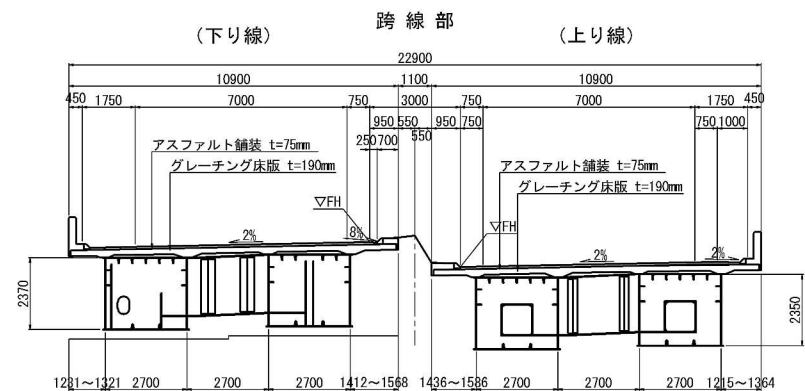 跨線部
(下り線) (上り線)
22900
10900 1100 10900
450 1750 7000 750 3000 750 7000 1750 450
950 550 550 950 750 750 1000
250 700
アスファルト舗装 t=75mm
グレーチング床版 t=190mm
アスファルト舗装 t=75mm
グレーチング床版 t=190mm
▽FH
▽FH
2% 8%
2% 2%
2370
2350
1231～1321 2700 2700 2700 1412～1568 1436～1586 2700 2700 2700 1215～1364